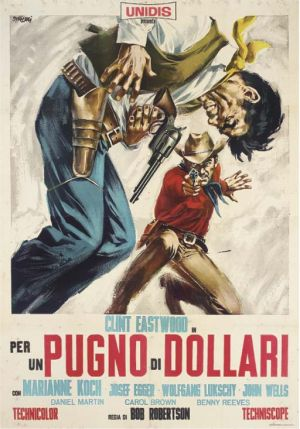 UNIDIS
presenta
CLINT EASTWOOD in
PER UN PUGNO DI DOLLARI
CON MARIANNE KOCH · JOSEF EGGER · WOLFGANG LUKSCHY · JOHN WELLS
DANIEL MARTIN CAROL BROWN BENNY REEVES
TECHNICOLOR REGIA DI BOB ROBERTSON TECHNISCOPE